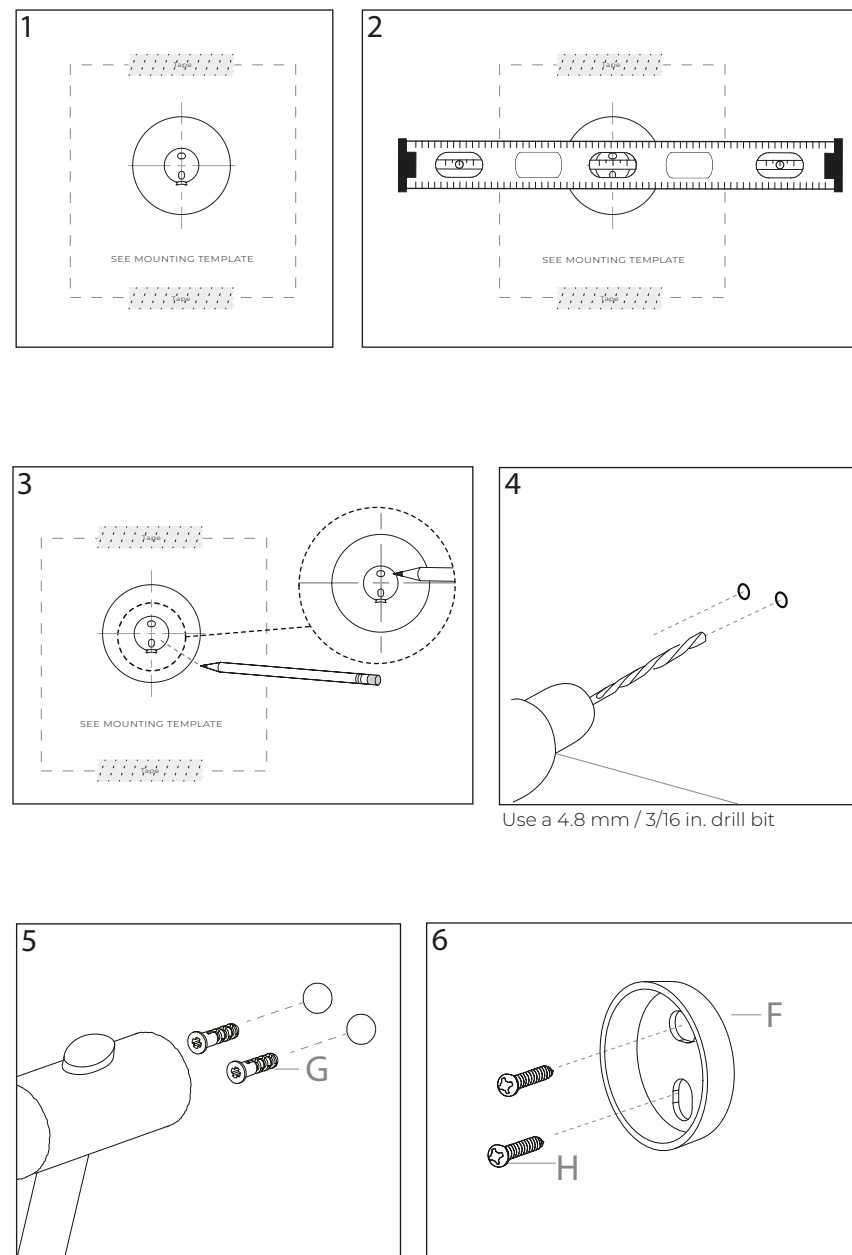 1
Tape
SEE MOUNTING TEMPLATE
Tape
2
Tape
SEE MOUNTING TEMPLATE
Tape
3
Tape
SEE MOUNTING TEMPLATE
Tape
4
Use a 4.8 mm / 3/16 in. drill bit
5
G
6
F
H